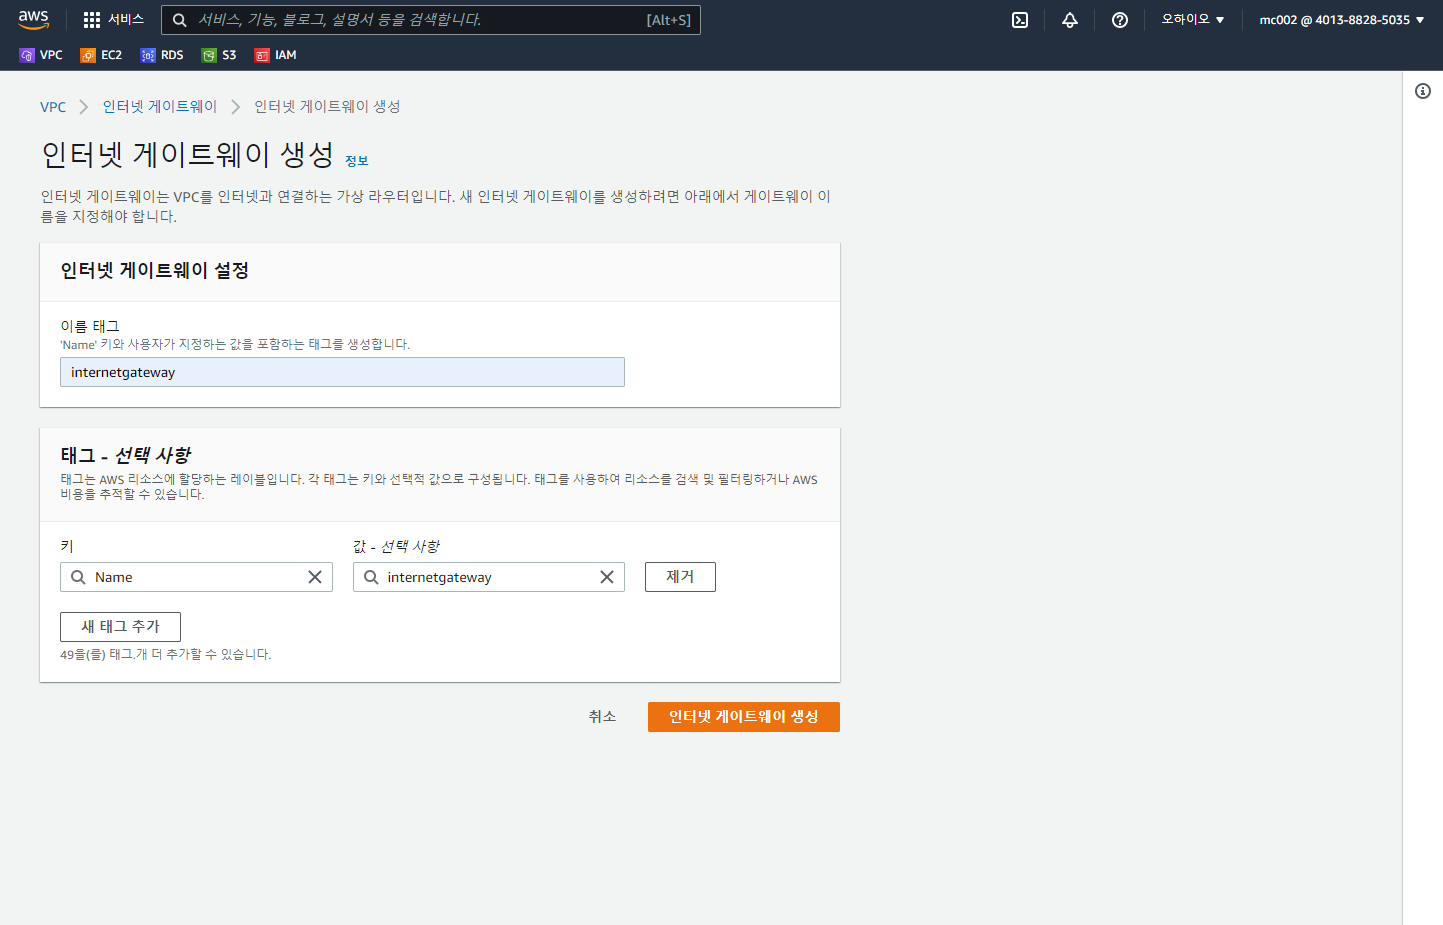 aws 서비스 서비스, 기능, 블로그, 설명서 등을 검색합니다. [Alt+S] 오하이오 mc002 @ 4013-8828-5035
VPC EC2 RDS S3 IAM
VPC 인터넷 게이트웨이 인터넷 게이트웨이 생성
인터넷 게이트웨이 생성 정보
인터넷 게이트웨이는 VPC를 인터넷과 연결하는 가상 라우터입니다. 새 인터넷 게이트웨이를 생성하려면 아래에서 게이트웨이 이
름을 지정해야 합니다.
인터넷 게이트웨이 설정
이름 태그
'Name' 키와 사용자가 지정하는 값을 포함하는 태그를 생성합니다.
internetgateway
태그 - 선택 사항
태그는 AWS 리소스에 할당하는 레이블입니다. 각 태그는 키와 선택적 값으로 구성됩니다. 태그를 사용하여 리소스를 검색 및 필터링하거나 AWS
비용을 추적할 수 있습니다.
키 값 - 선택 사항
Name internetgateway 제거
새 태그 추가
49을(를) 태그.개 더 추가할 수 있습니다.
취소 인터넷 게이트웨이 생성